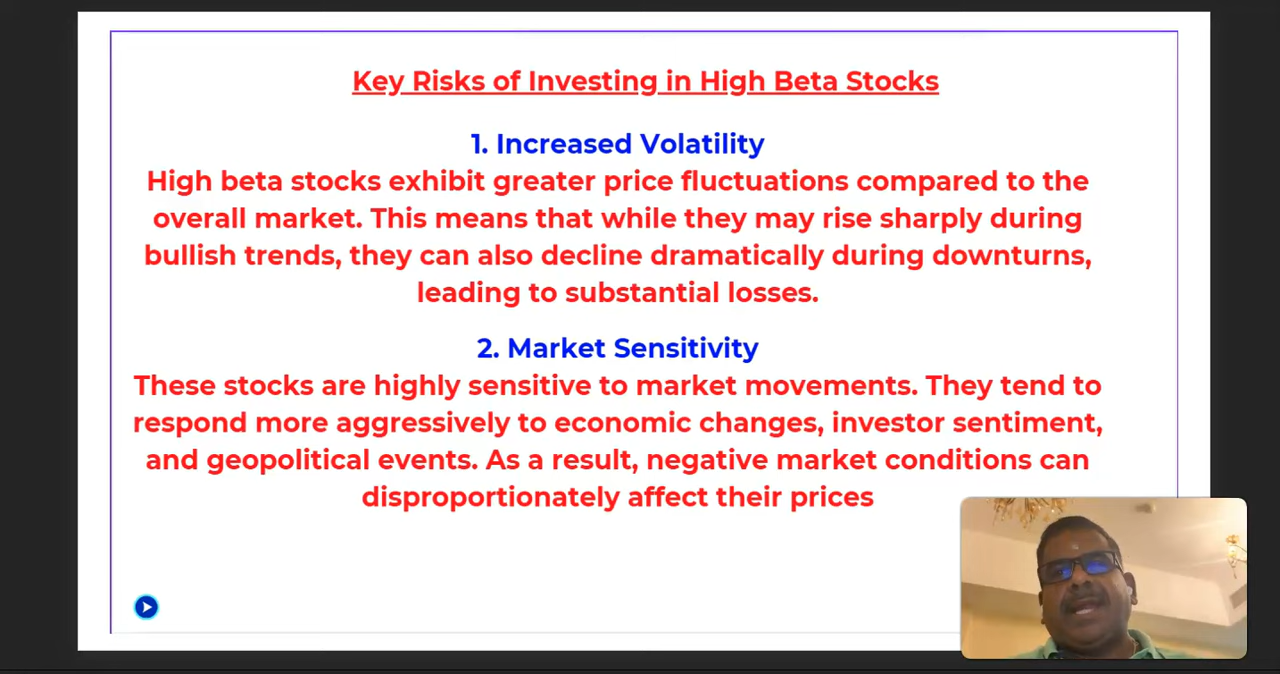 Key Risks of Investing in High Beta Stocks
1. Increased Volatility
High beta stocks exhibit greater price fluctuations compared to the
overall market. This means that while they may rise sharply during
bullish trends, they can also decline dramatically during downturns,
leading to substantial losses.
2. Market Sensitivity
These stocks are highly sensitive to market movements. They tend to
respond more aggressively to economic changes, investor sentiment,
and geopolitical events. As a result, negative market conditions can
disproportionately affect their prices